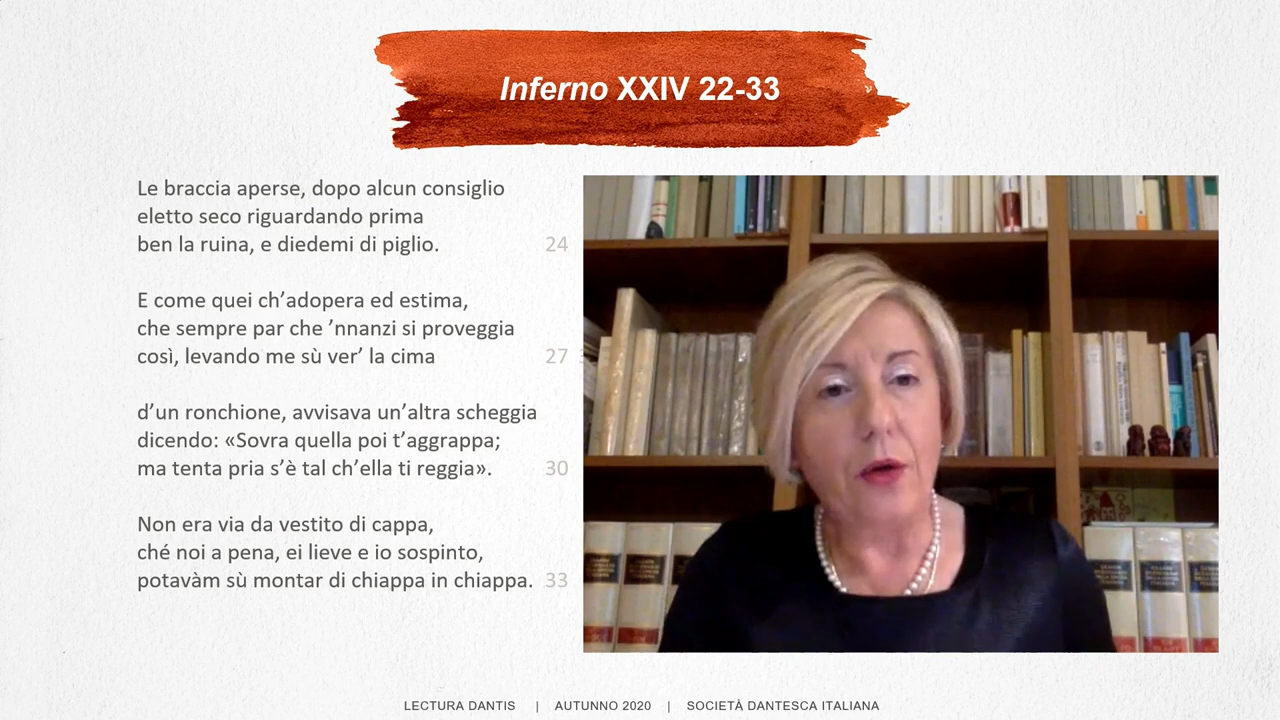 Inferno XXIV 22-33
Le braccia aperse, dopo alcun consiglio
eletto seco riguardando prima
ben la ruina, e diedemi di piglio. 24
E come quei ch’adopera ed estima,
che sempre par che ’nnanzi si proveggia
così, levando me sù ver’ la cima 27
d’un ronchione, avvisava un’altra scheggia
dicendo: «Sovra quella poi t’aggrappa;
ma tenta pria s’è tal ch’ella ti reggia». 30
Non era via da vestito di cappa,
ché noi a pena, ei lieve e io sospinto,
potavàm sù montar di chiappa in chiappa. 33
LECTURA DANTIS | AUTUNNO 2020 | SOCIETÀ DANTESCA ITALIANA